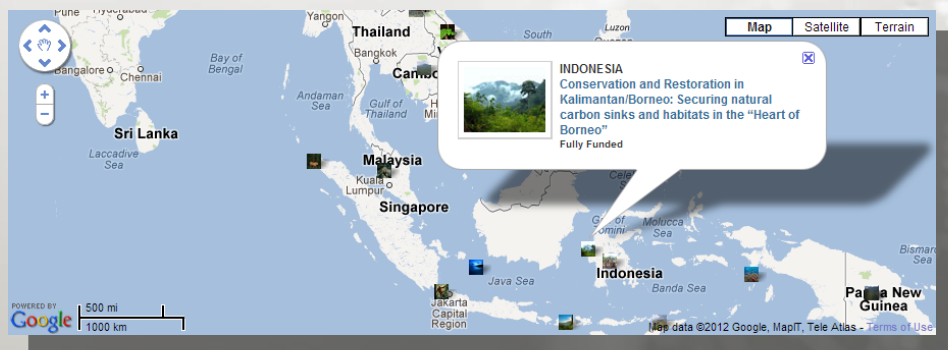 Pune
Hyderabad
Yangon
Thailand
Bangkok
South
Luzon
Map
Satellite
Terrain
Bangalore
Chennai
Bay of
Bengal
Andaman
Sea
Gulf of
Thailand
INDONESIA
Conservation and Restoration in
Kalimantan/Borneo: Securing natural
carbon sinks and habitats in the “Heart of
Borneo”
Fully Funded
Sri Lanka
Laccadive
Sea
Malaysia
Kuala
Lumpur
Singapore
Molucca
Sea
Indonesia
Java Sea
Banda Sea
Jakarta
Capital
Region
Sea
New
Guinea
POWERED BY
Google
500 mi
1000 km
Map data ©2012 Google, MapIT, Tele Atlas - Terms of Use